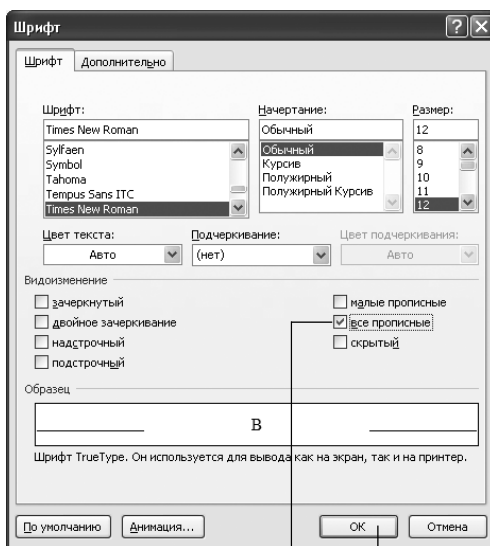 Шрифт
Шрифт Дополнительно
Шрифт: Начертание: Размер:
Times New Roman Обычный 12
Sylfaen Обычный 8
Symbol Курсив 9
Tahoma Полужирный 10
Tempus Sans ITC Полужирный Курсив 11
Times New Roman 12
Цвет текста: Подчеркивание: Цвет подчеркивания:
Авто (нет) Авто
Видоизменение
зачеркнутый малые прописные
двойное зачеркивание все прописные
надстрочный скрытый
подстрочный
Образец
В
Шрифт TrueType. Он используется для вывода как на экран, так и на принтер.
По умолчанию Анимация... ОК Отмена